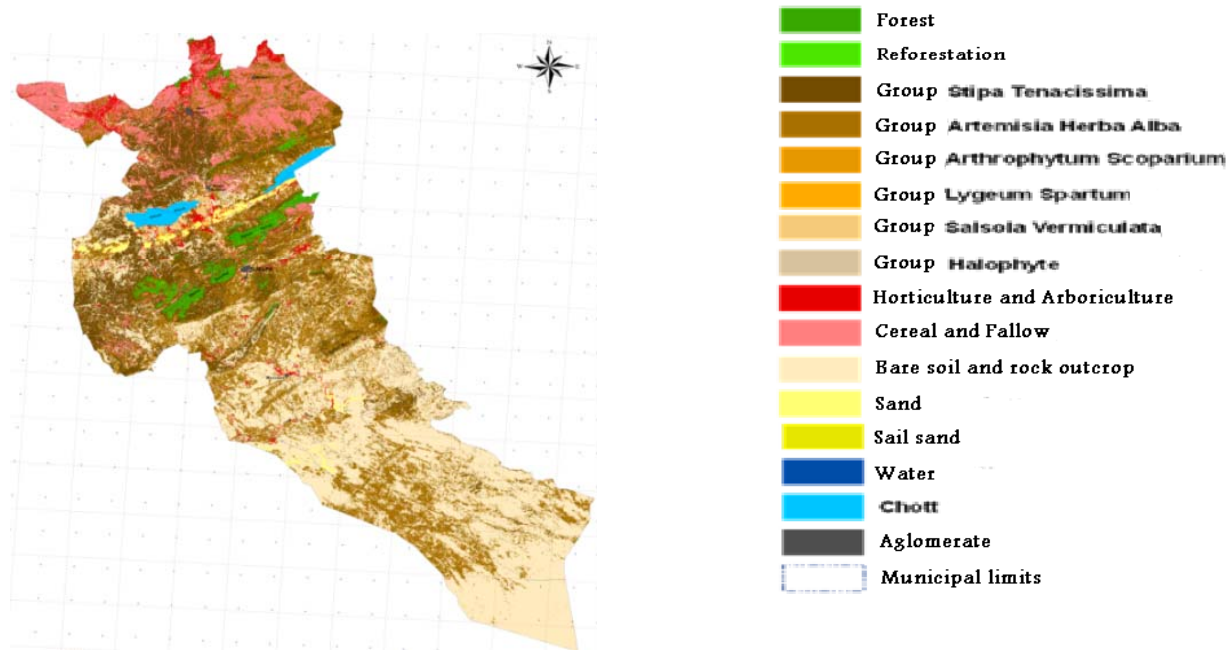 N
W
E
S
Forest
Reforestation
Group Stipa Tenacissima
Group Artemisia Herba Alba
Group Arthrophytum Scoparium
Group Lygeum Spartum
Group Salsola Vermiculata
Group Halophyte
Horticulture and Arboriculture
Cereal and Fallow
Bare soil and rock outcrop
Sand
Sail sand
Water
Chott
Aglomerate
Municipal limits